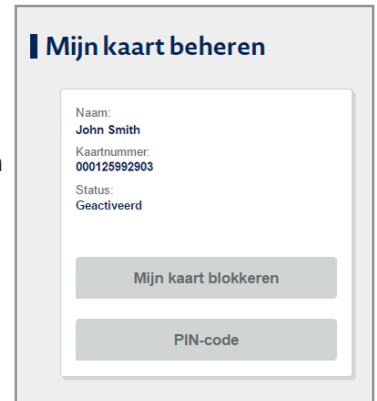 Mijn kaart beheren
Naam:
John Smith
Kaartnummer:
000125992903
Status:
Geactiveerd
Mijn kaart blokkeren
PIN-code